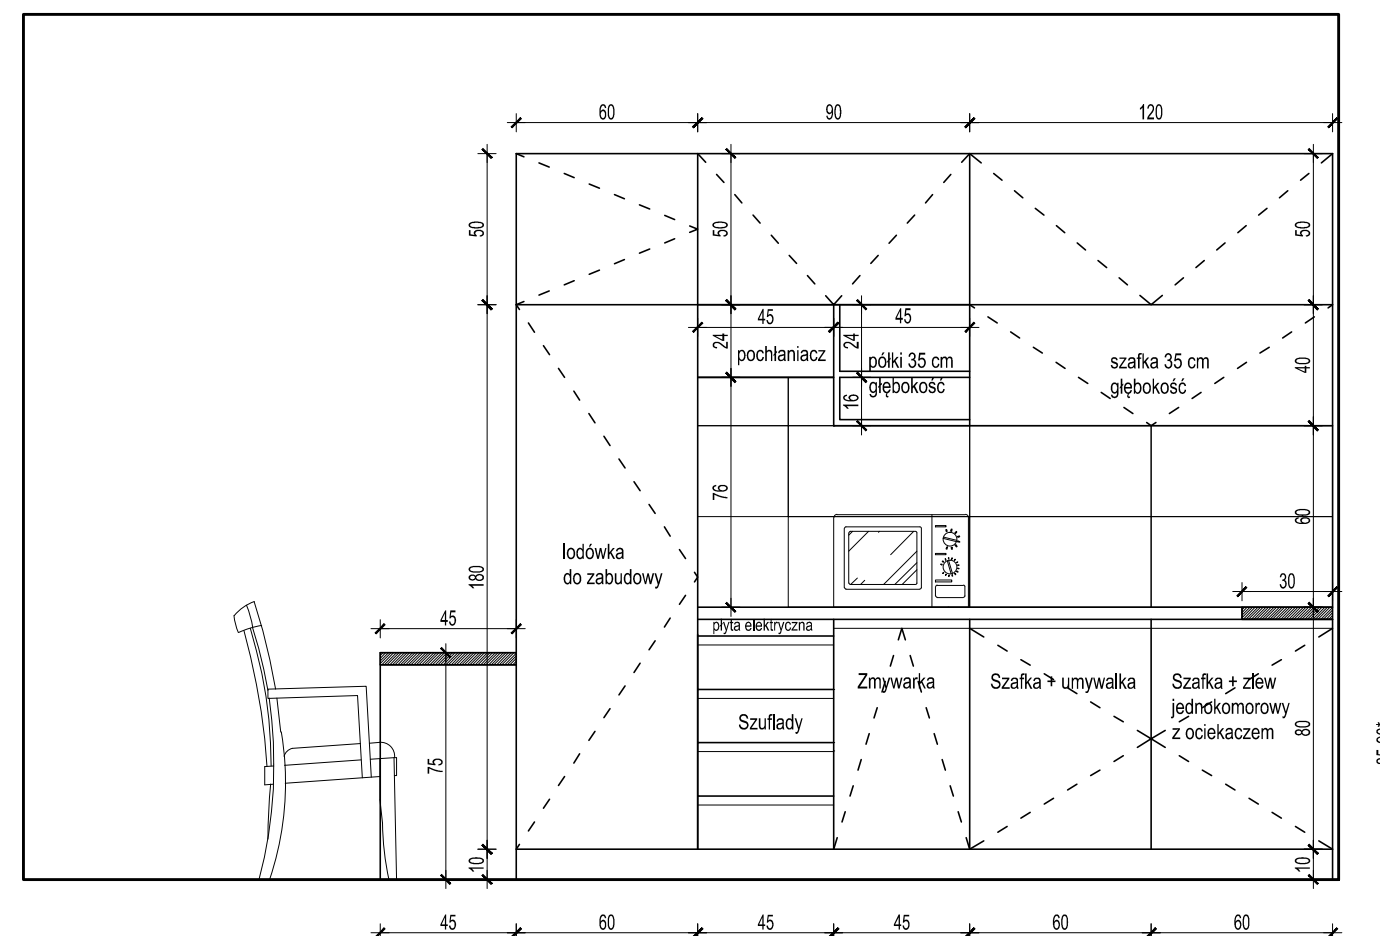 60
90
120
50
50
50
45
45
24
pochłaniacz
24
półki 35 cm
głębokość
16
szafka 35 cm
głębokość
40
76
60
lodówka
do zabudowy
180
30
45
płyta elektryczna
Zmywarka
Szafka + umywalka
Szafka + zlew
jednokomorowy
z ociekaczem
Szuflady
80
75
10
10
45
60
45
45
60
60